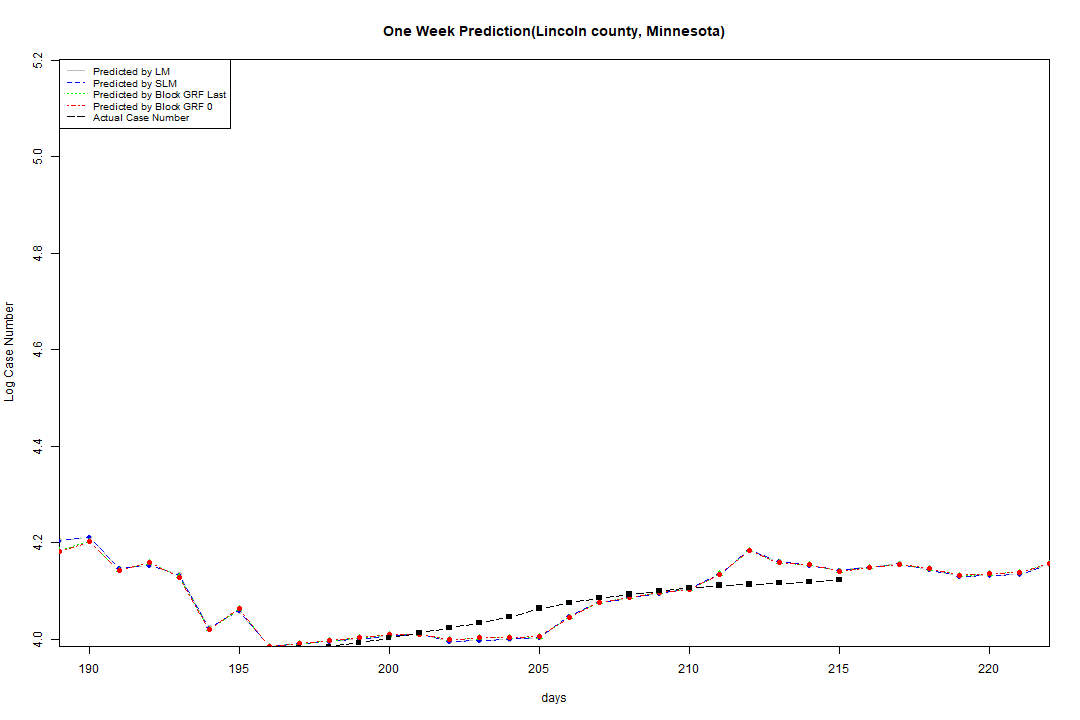 One Week Prediction(Lincoln county, Minnesota)
Predicted by LM
Predicted by SLM
Predicted by Block GRF Last
Predicted by Block GRF 0
Actual Case Number
Log Case Number
5.2
5.0
4.8
4.6
4.4
4.2
4.0
190 195 200 205 210 215 220
days